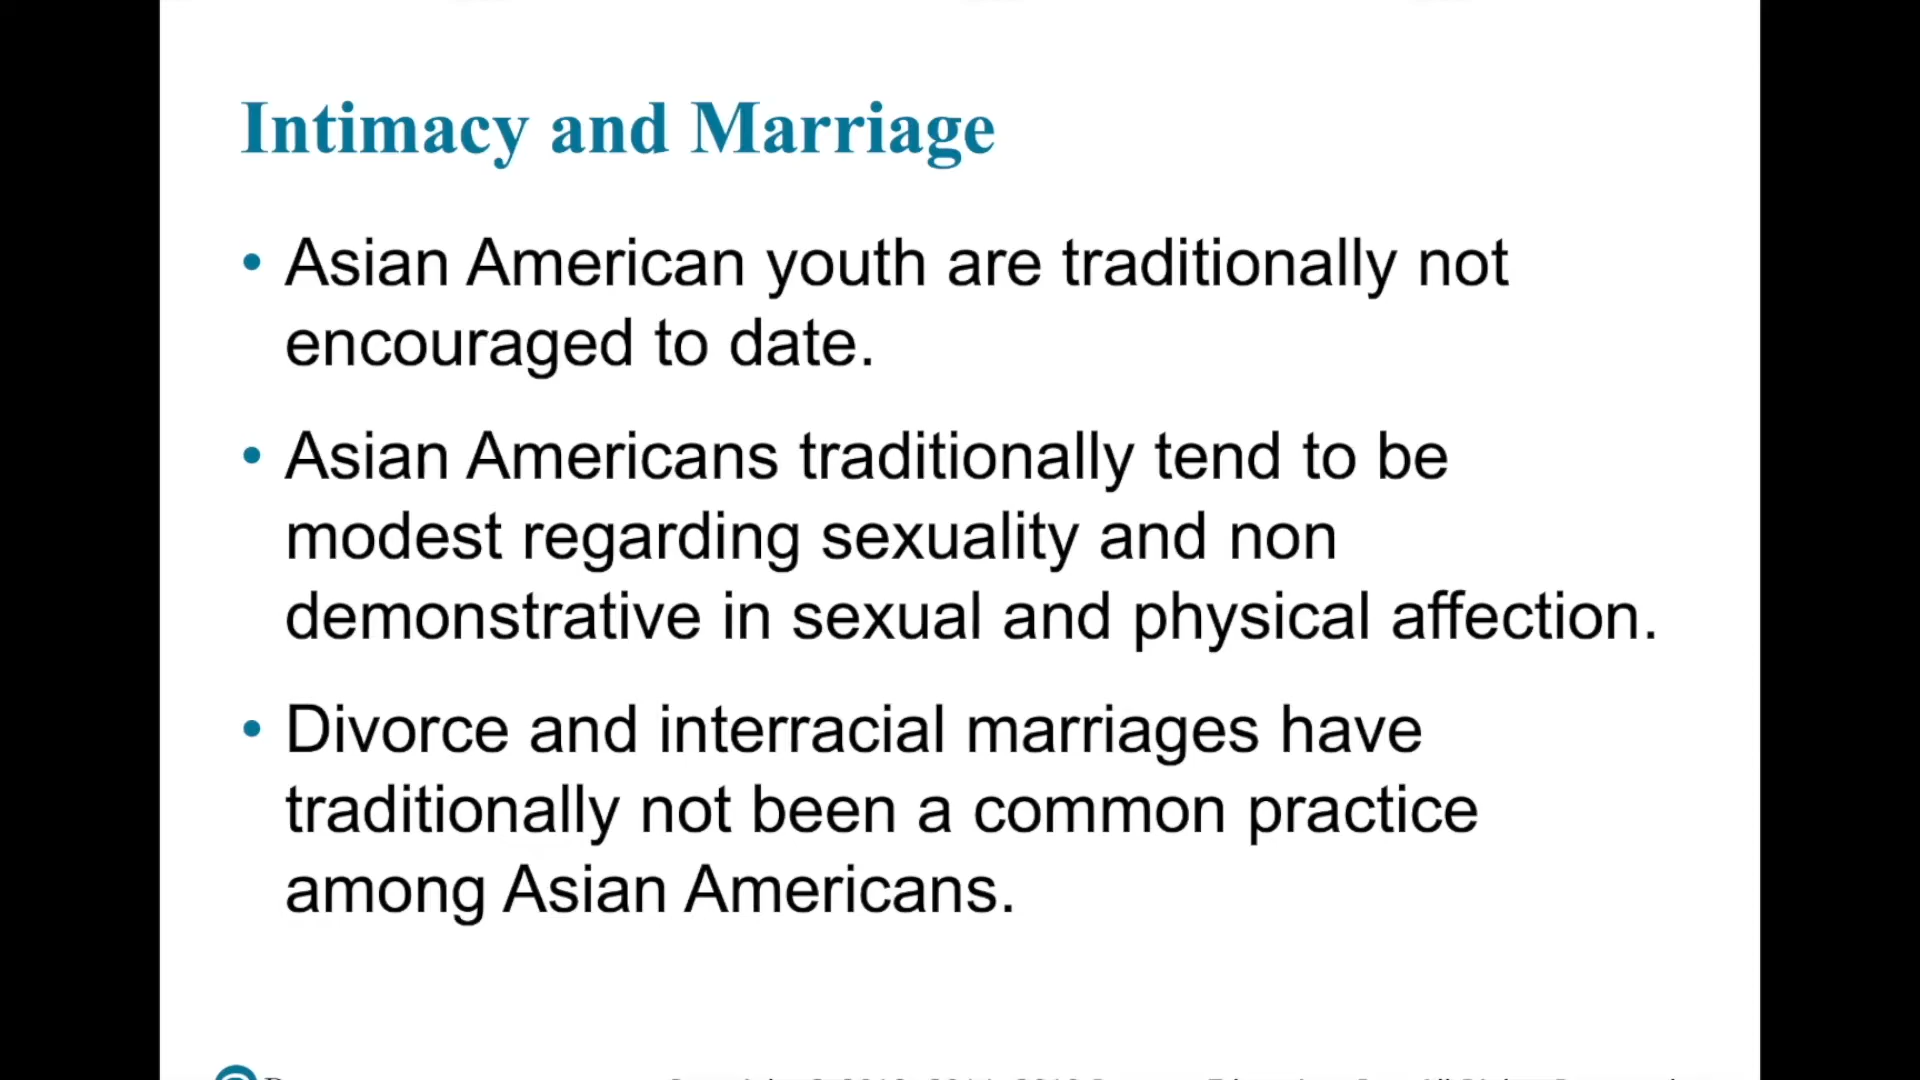 Intimacy and Marriage
• Asian American youth are traditionally not
encouraged to date.
• Asian Americans traditionally tend to be
modest regarding sexuality and non
demonstrative in sexual and physical affection.
• Divorce and interracial marriages have
traditionally not been a common practice
among Asian Americans.